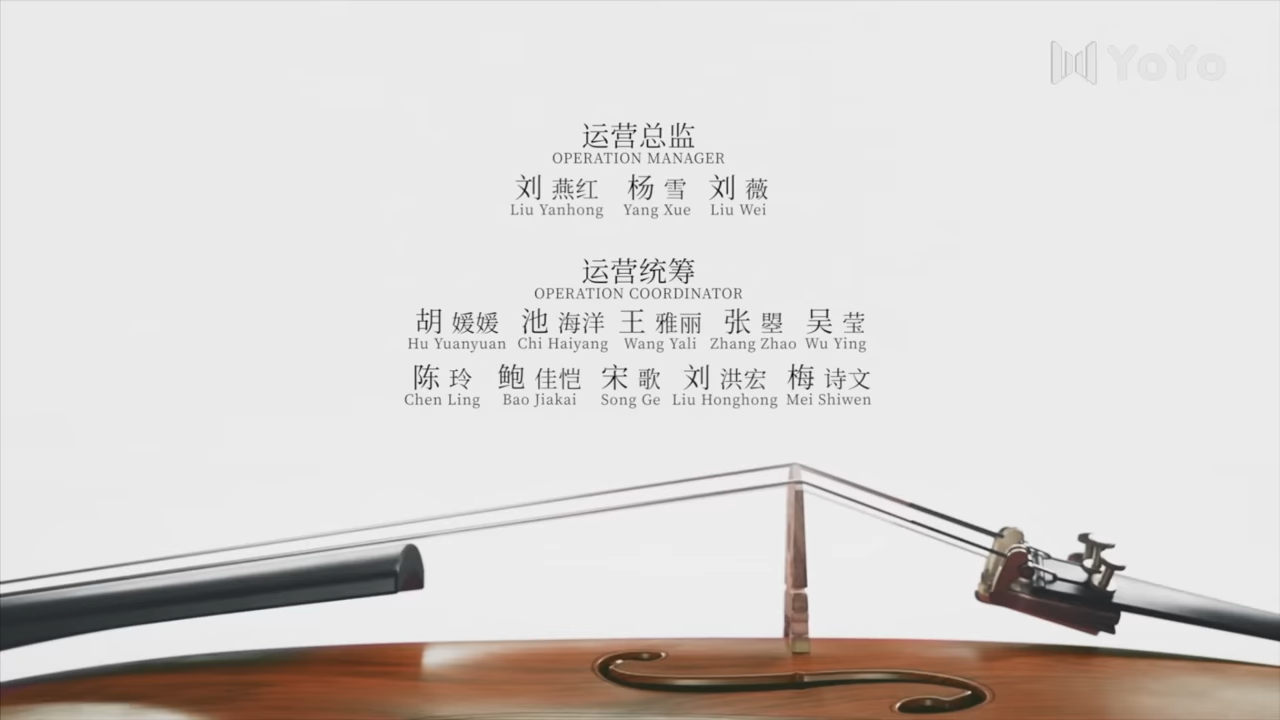 YoYo
运营总监
OPERATION MANAGER
刘 燕红 杨 雪 刘 薇
Liu Yanhong Yang Xue Liu Wei
运营统筹
OPERATION COORDINATOR
胡 媛媛 池 海洋 王 雅丽 张 曌 吴 莹
Hu Yuanyuan Chi Haiyang Wang Yali Zhang Zhao Wu Ying
陈 玲 鲍 佳恺 宋 歌 刘 洪宏 梅 诗文
Chen Ling Bao Jiakai Song Ge Liu Honghong Mei Shiwen